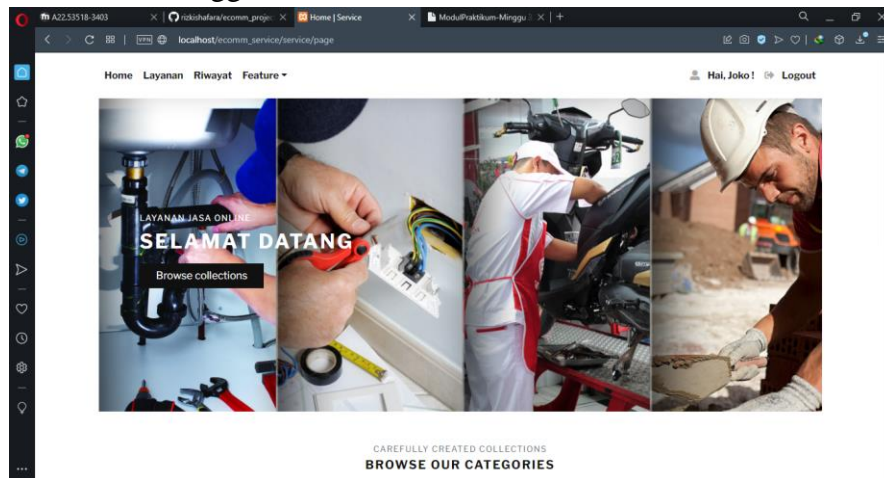 A22.53518-3403
rizkishafara/ecomm_projec
Home | Service
ModulPraktikum-Minggu
VPN
localhost/ecomm_service/service/page
Home Layanan Riwayat Feature
Hai, Joko ! Logout
LAYANAN JASA ONLINE
SELAMAT DATANG
Browse collections
CAREFULLY CREATED COLLECTIONS
BROWSE OUR CATEGORIES